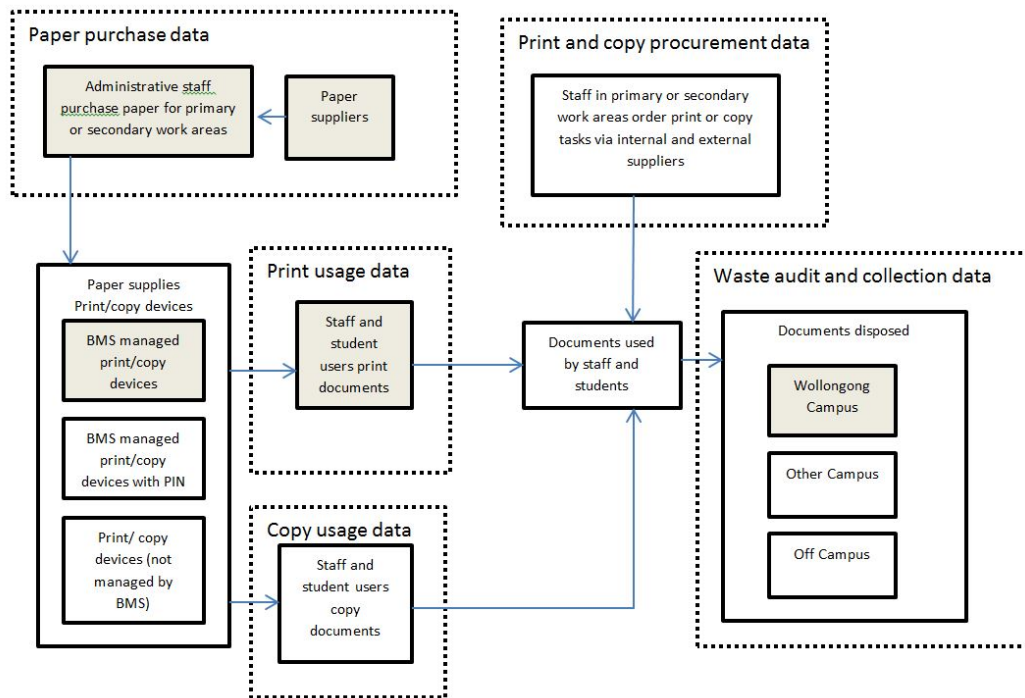 Paper purchase data
Administrative staff
purchase paper for primary
or secondary work areas
Paper
suppliers
Print and copy procurement data
Staff in primary or secondary
work areas order print or copy
tasks via internal and external
suppliers
Paper supplies
Print/copy devices
BMS managed
print/copy
devices
BMS managed
print/copy
devices with PIN
Print/ copy
devices (not
managed by
BMS)
Print usage data
Staff and
student
users print
documents
Copy usage data
Staff and
student users
copy
documents
Documents used
by staff and
students
Waste audit and collection data
Documents disposed
Wollongong
Campus
Other Campus
Off Campus